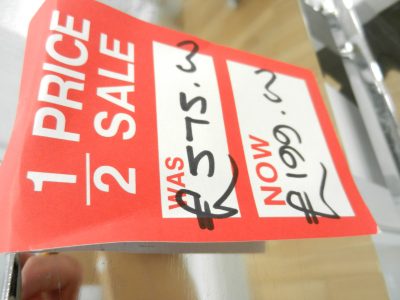 1/2 PRICE
SALE
WAS
£575.
NOW
£199.